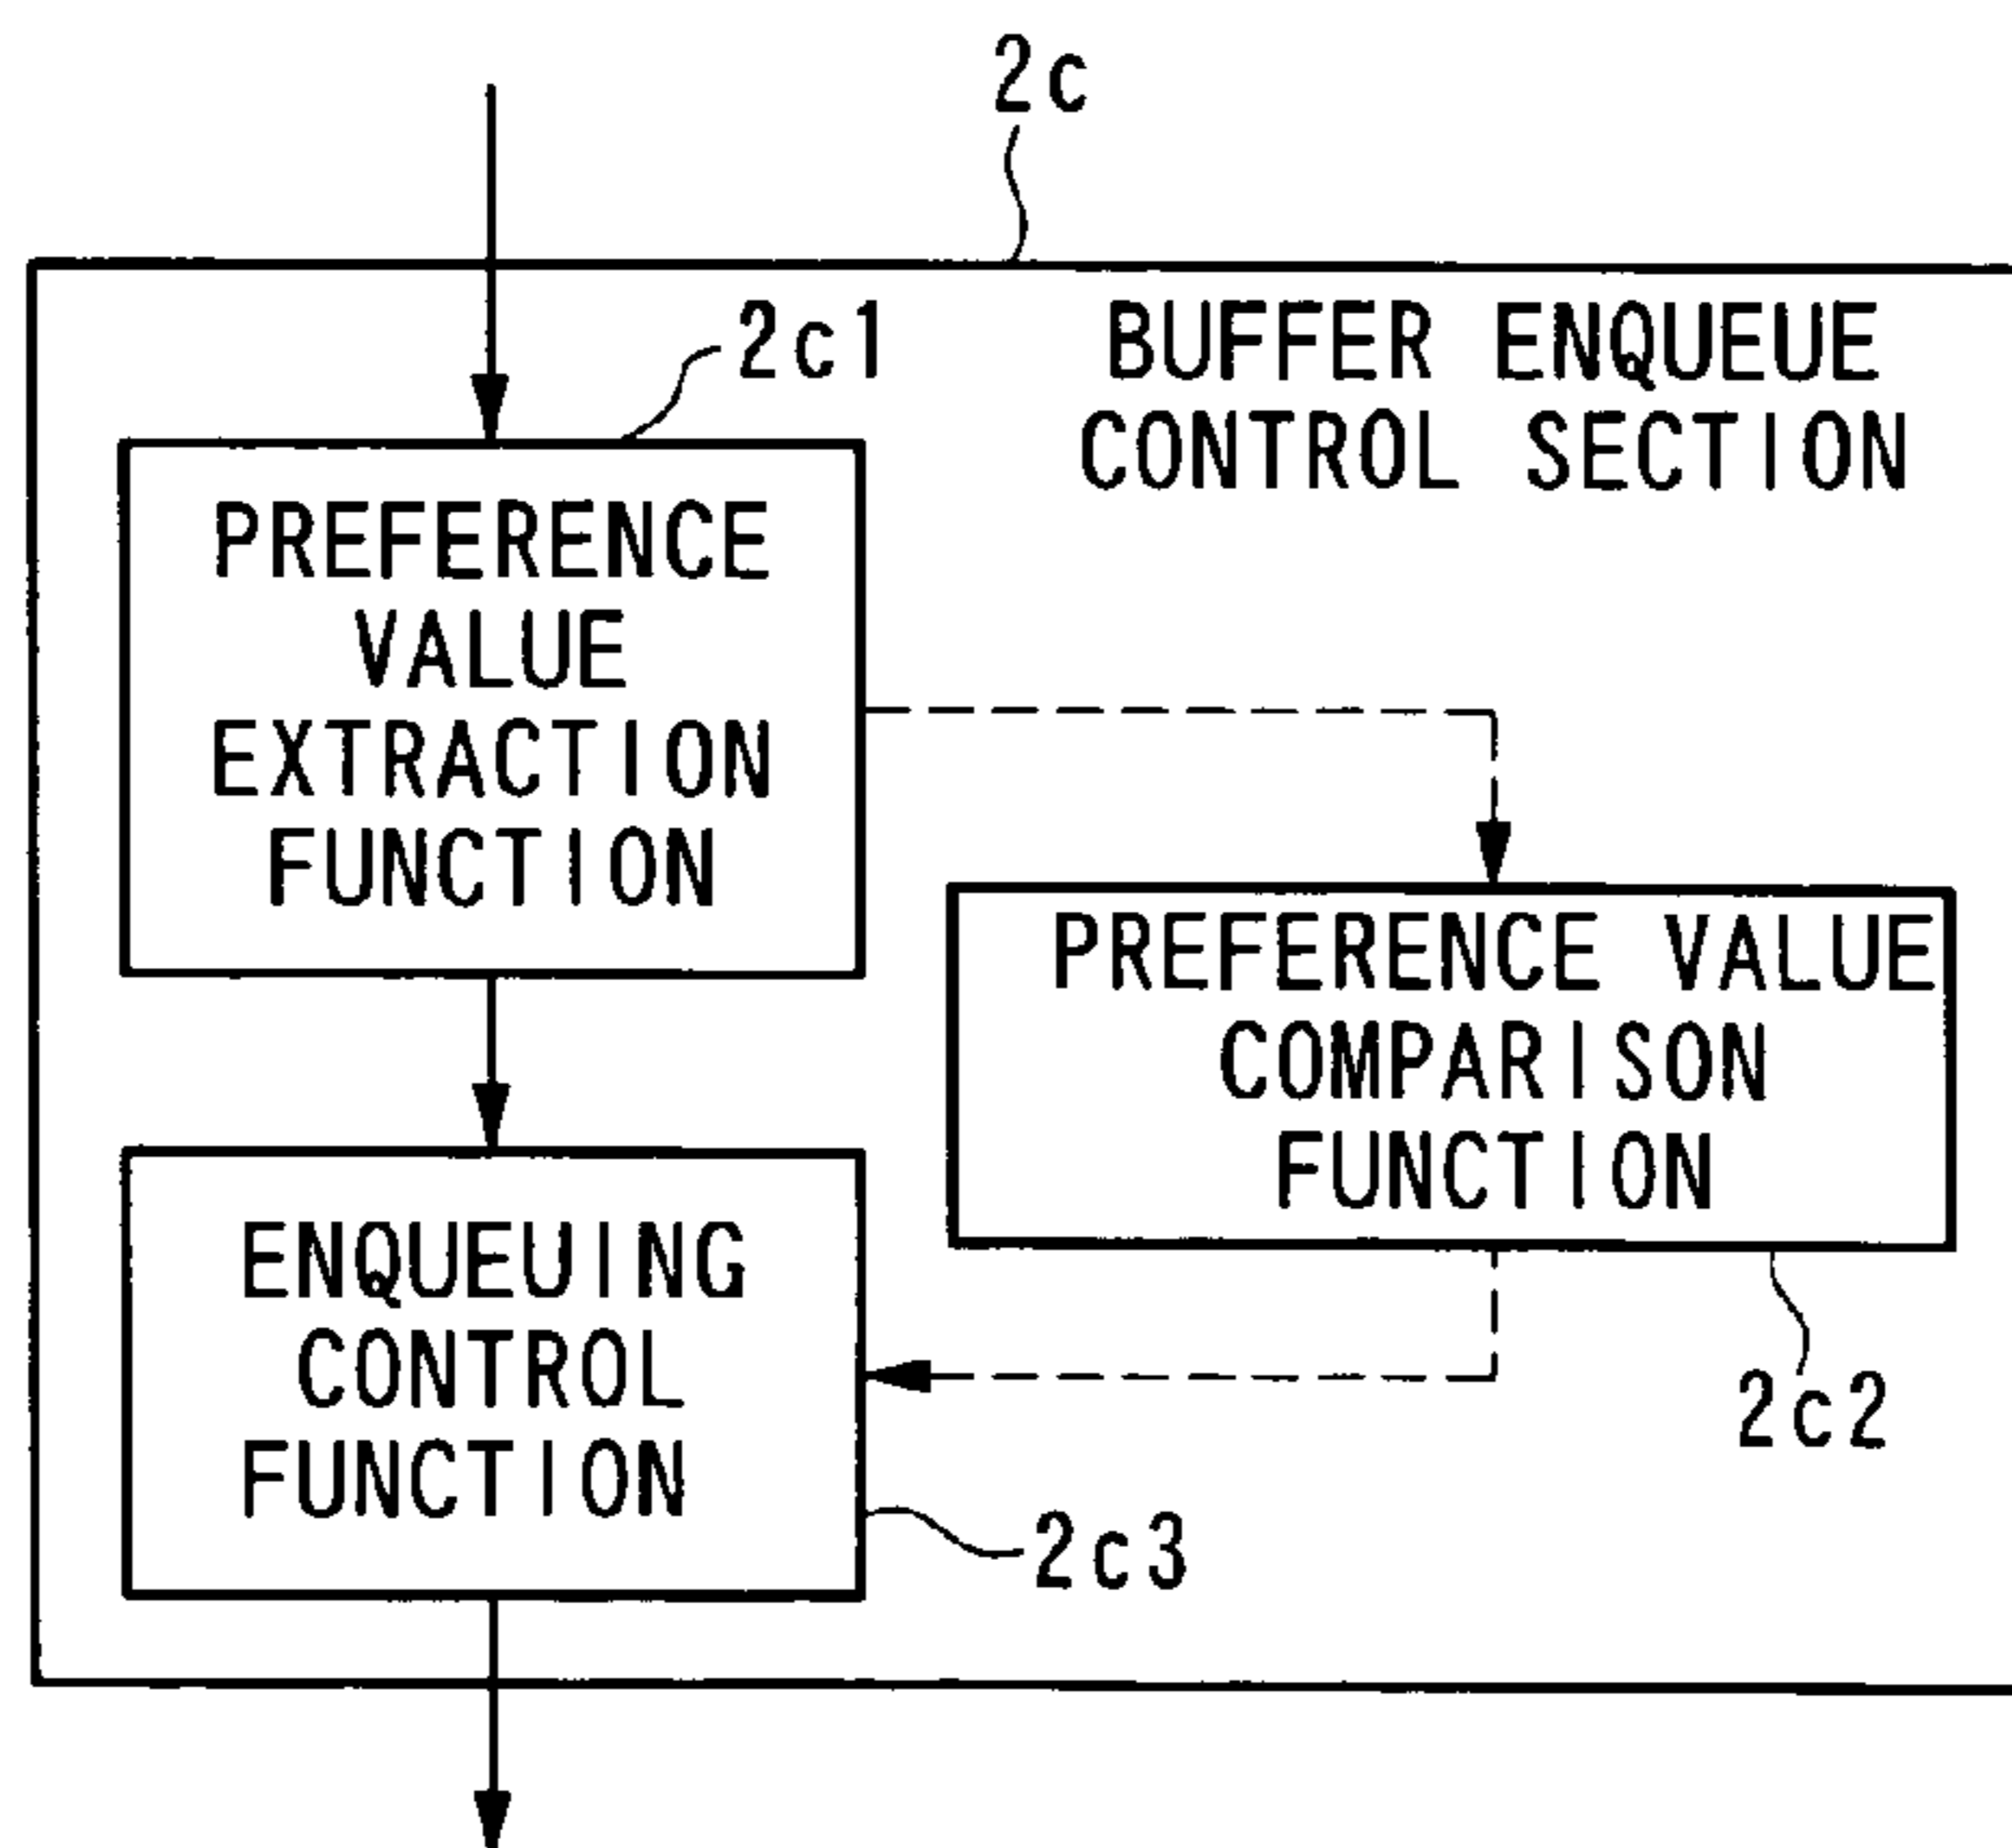 2c
2c1
BUFFER ENQUEUE
CONTROL SECTION
PREFERENCE
VALUE
EXTRACTION
FUNCTION
PREFERENCE VALUE
COMPARISON
FUNCTION
2c2
ENQUEUING
CONTROL
FUNCTION
2c3